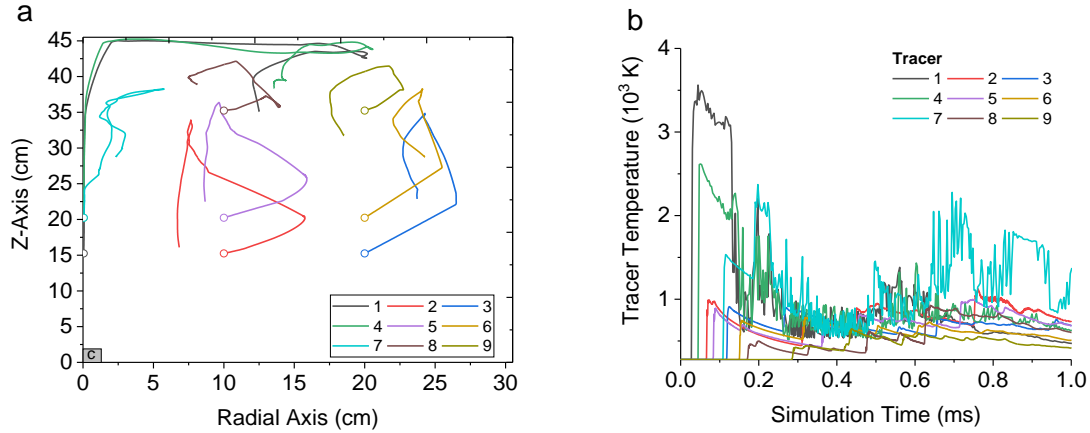 a
Z-Axis (cm)
45
40
35
30
25
20
15
10
5
0
C
1 2 3
4 5 6
7 8 9
0 5 10 15 20 25 30
Radial Axis (cm)
b
Tracer Temperature (10³ K)
4
3
2
1
Tracer
1 2 3
4 5 6
7 8 9
0.0 0.2 0.4 0.6 0.8 1.0
Simulation Time (ms)